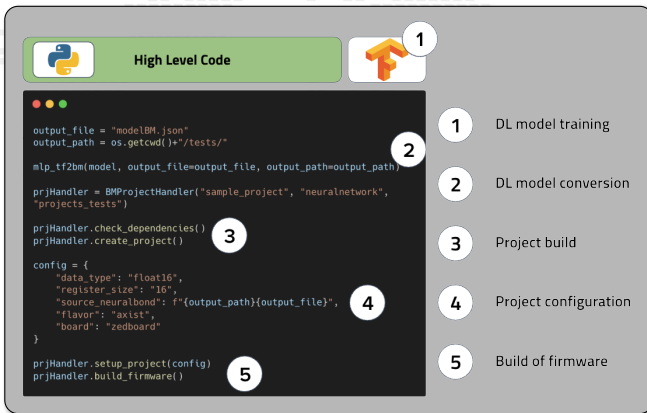 High Level Code
1
output_file = "modelBM.json"
output_path = os.getcwd()+"/tests/"
2
mlp_tf2bm(model, output_file=output_file, output_path=output_path)
prjHandler = BMProjectHandler("sample_project", "neuralnetwork",
"projects_tests")
prjHandler.check_dependencies()
3
prjHandler.create_project()
config = {
    "data_type": "float16",
    "register_size": "16",
    "source_neuralbond": f"{output_path}{output_file}",
4
    "flavor": "axist",
    "board": "zedboard"
}
prjHandler.setup_project(config)
5
prjHandler.build_firmware()
1 DL model training
2 DL model conversion
3 Project build
4 Project configuration
5 Build of firmware